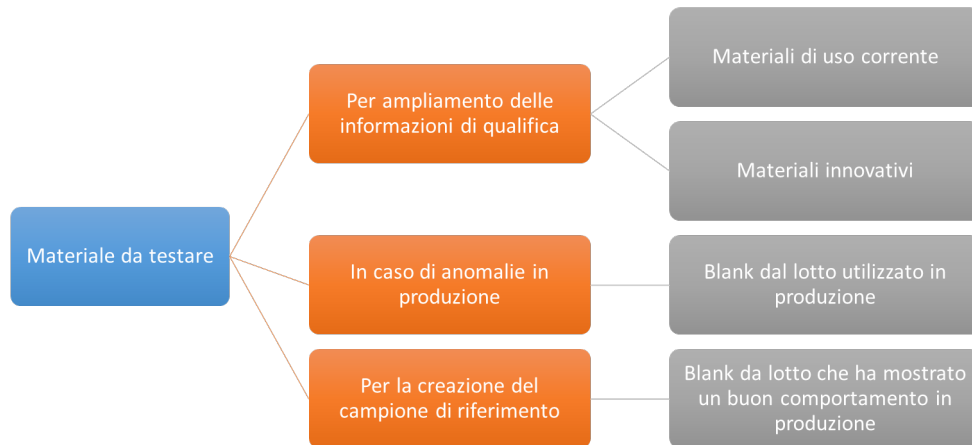 Materiale da testare
Per ampliamento delle
informazioni di qualifica
Materiali di uso corrente
Materiali innovativi
In caso di anomalie in
produzione
Blank dal lotto utilizzato in
produzione
Per la creazione del
campione di riferimento
Blank da lotto che ha mostrato
un buon comportamento in
produzione